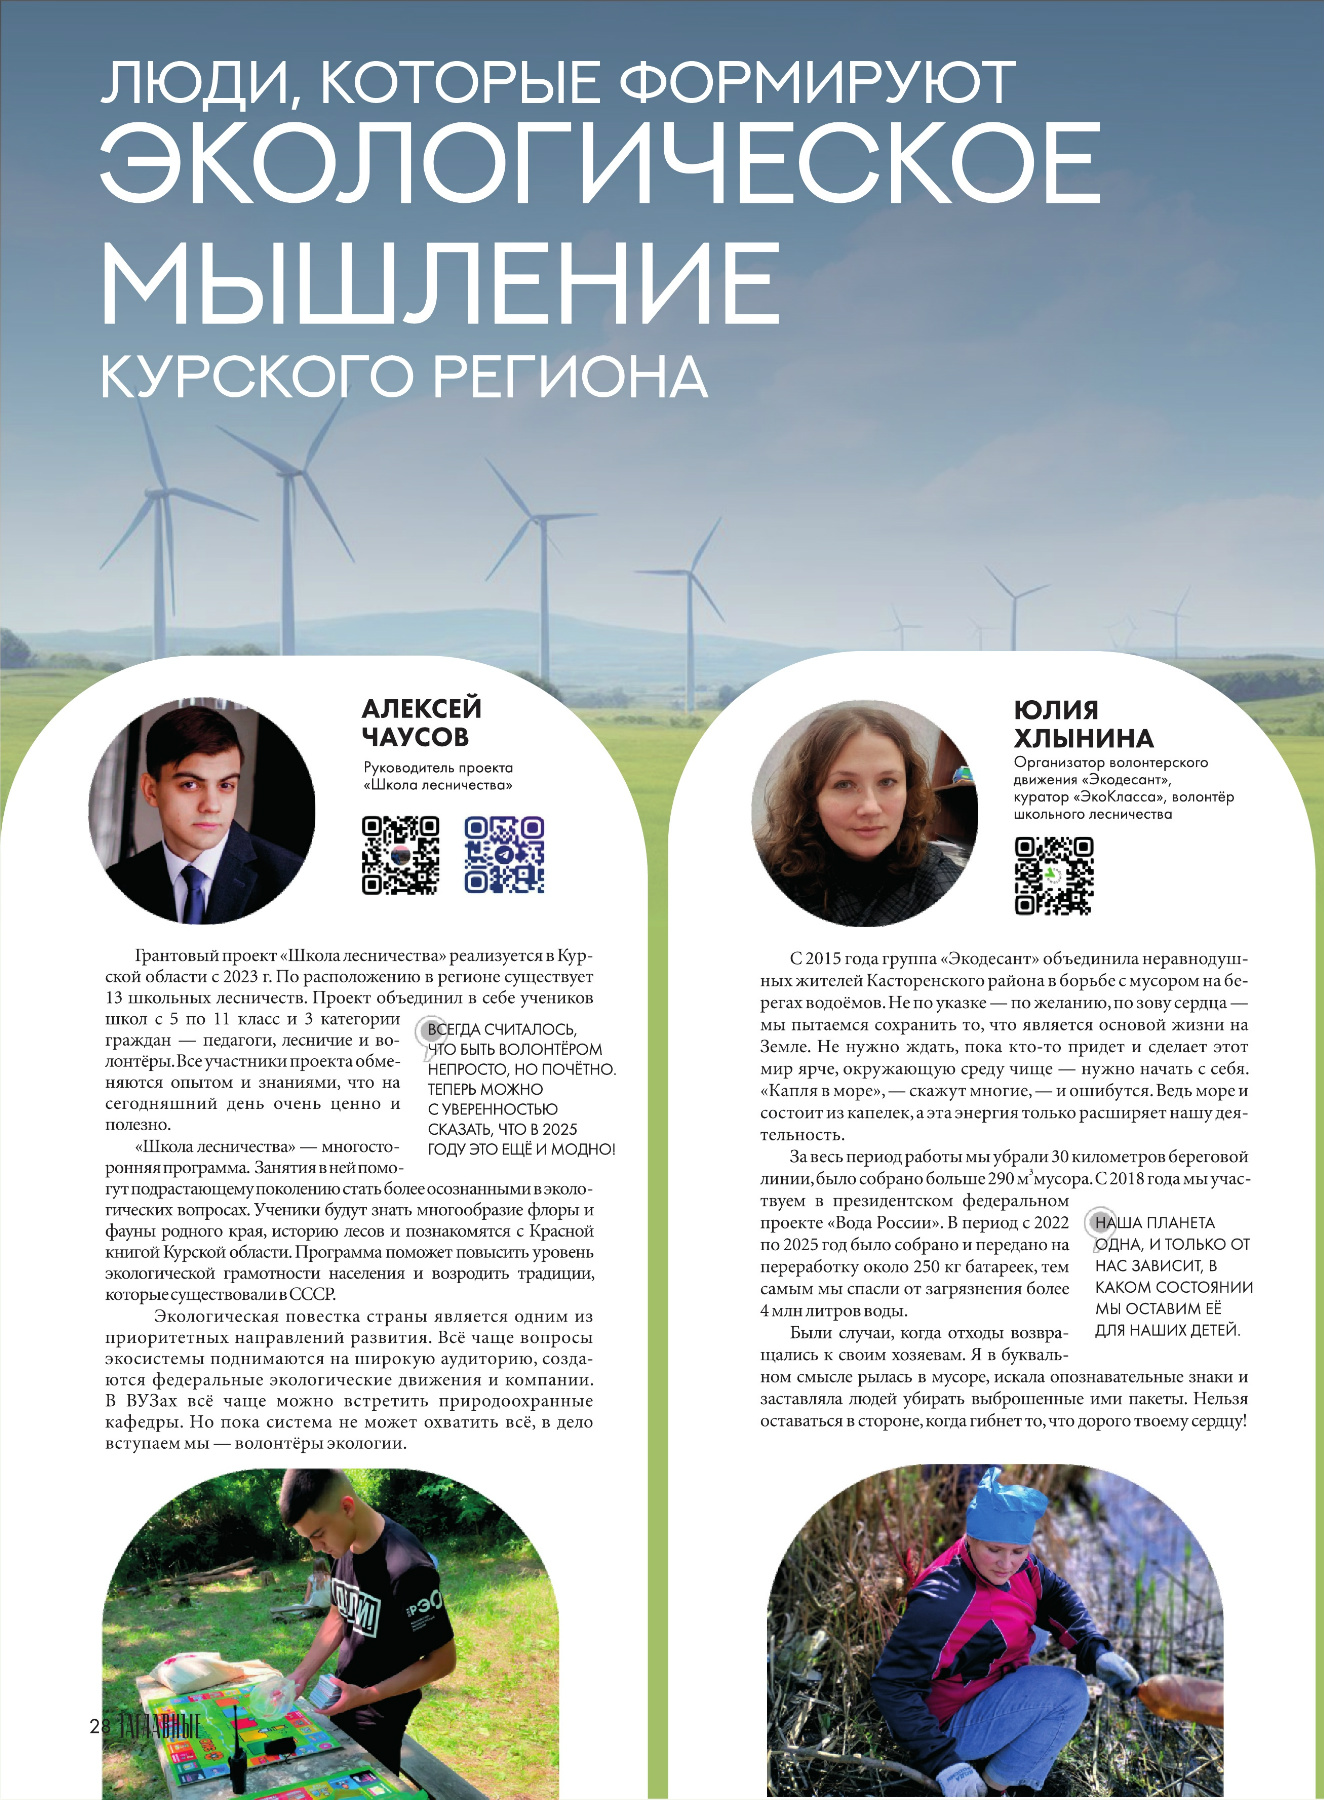 ЛЮДИ, КОТОРЫЕ ФОРМИРУЮТ
ЭКОЛОГИЧЕСКОЕ
МЫШЛЕНИЕ
КУРСКОГО РЕГИОНА
АЛЕКСЕЙ
ЧАУСОВ
Руководитель проекта
«Школа лесничества»
Грантовый проект «Школа лесничества» реализуется в Кур-
ской области с 2023 г. По расположению в регионе существует
13 школьных лесничеств. Проект объединил в себе учеников
школ с 5 по 11 класс и 3 категории
граждан — педагоги, лесничие и во-
лонтёры. Все участники проекта обме-
няются опытом и знаниями, что на
сегодняшний день очень ценно и
полезно.
«Школа лесничества» — многосто-
ронняя программа. Занятия в ней помо-
гут подрастающему поколению стать более осознанными в эколо-
гических вопросах. Ученики будут знать многообразие флоры и
фауны родного края, историю лесов и познакомятся с Красной
книгой Курской области. Программа поможет повысить уровень
экологической грамотности населения и возродить традиции,
которые существовали в СССР.
Экологическая повестка страны является одним из
приоритетных направлений развития. Всё чаще вопросы
экосистемы поднимаются на широкую аудиторию, созда-
ются федеральные экологические движения и компании.
В ВУЗах всё чаще можно встретить природоохранные
кафедры. Но пока система не может охватить всё, в дело
вступаем мы — волонтёры экологии.
ВСЕГДА СЧИТАЛОСЬ,
ЧТО БЫТЬ ВОЛОНТЁРОМ
НЕПРОСТО, НО ПОЧЁТНО.
ТЕПЕРЬ МОЖНО
С УВЕРЕННОСТЬЮ
СКАЗАТЬ, ЧТО В 2025
ГОДУ ЭТО ЕЩЁ И МОДНО!
ЮЛИЯ
ХЛЫНИНА
Организатор волонтерского
движения «Экодесант»,
куратор «ЭкоКласса», волонтёр
школьного лесничества
С 2015 года группа «Экодесант» объединила неравнодуш-
ных жителей Касторенского района в борьбе с мусором на бе-
регах водоёмов. Не по указке — по желанию, по зову сердца —
мы пытаемся сохранить то, что является основой жизни на
Земле. Не нужно ждать, пока кто-то придет и сделает этот
мир ярче, окружающую среду чище — нужно начать с себя.
«Капля в море», — скажут многие, — и ошибутся. Ведь море и
состоит из капелек, а эта энергия только расширяет нашу дея-
тельность.
За весь период работы мы убрали 30 километров береговой
линии, было собрано больше 290 м³ мусора. С 2018 года мы учас-
твуем в президентском федеральном
проекте «Вода России». В период с 2022
по 2025 год было собрано и передано на
переработку около 250 кг батареек, тем
самым мы спасли от загрязнения более
4 млн литров воды.
Были случаи, когда отходы возвра-
щались к своим хозяевам. Я в букваль-
ном смысле рылась в мусоре, искала опознавательные знаки и
заставляла людей убирать выброшенные ими пакеты. Нельзя
оставаться в стороне, когда гибнет то, что дорого твоему сердцу!
НАША ПЛАНЕТА
ОДНА, И ТОЛЬКО ОТ
НАС ЗАВИСИТ, В
КАКОМ СОСТОЯНИИ
МЫ ОСТАВИМ ЕЁ
ДЛЯ НАШИХ ДЕТЕЙ.
РЭО
28 ЗАГЛАВНЫЕ